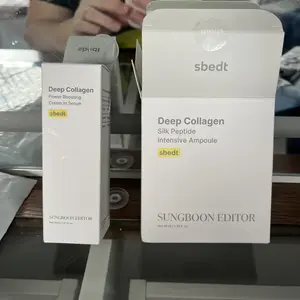 Deep Collagen
Power Boosting
Cream In Serum
sbedt
SUNGBOON EDITOR
sbedt
Deep Collagen
Silk Peptide
Intensive Ampoule
sbedt
SUNGBOON EDITOR